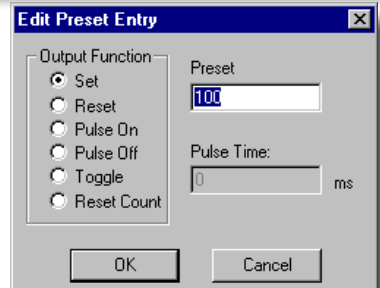 Edit Preset Entry
Output Function
Set
Reset
Pulse On
Pulse Off
Toggle
Reset Count
Preset
100
Pulse Time:
0
ms
OK
Cancel